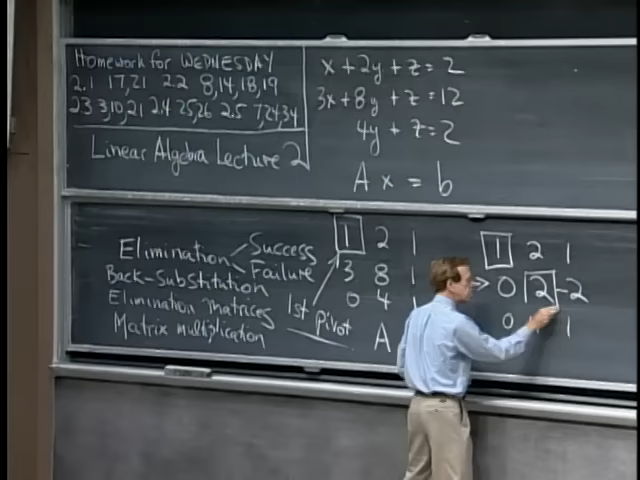 Homework for WEDNESDAY
2.1 17,21 2.2 8,14,18,19
2.3 3,10,21 2.4 25,26 2.5 7,24,34
Linear Algebra Lecture 2
x + 2y + z = 2
3x + 8y + z = 12
4y + z = 2
A x = b
Elimination Success
Failure
Back-Substitution
Elimination Matrices
Matrix multiplication
1st Pivot
1 2 1
3 8 1
0 4 1
A
→
1 2 1
0 2 -2
0 1